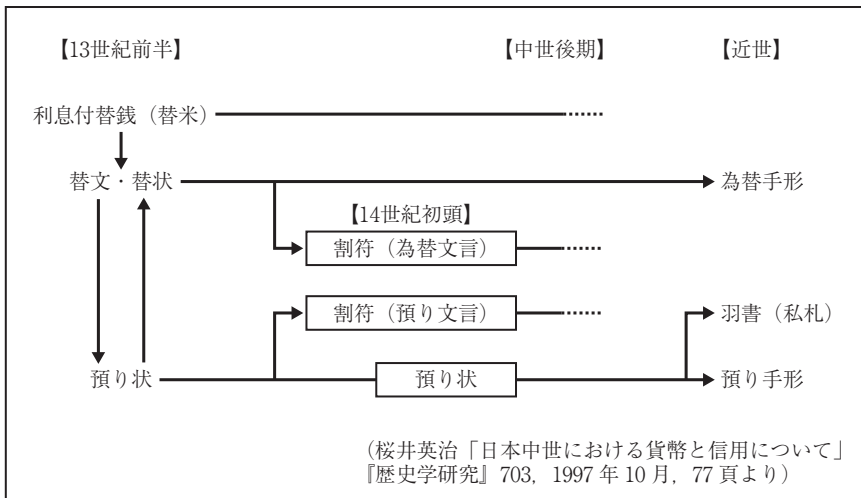 【13世紀前半】 【中世後期】 【近世】
利息付替銭（替米）
替文・替状 為替手形
【14世紀初頭】
割符（為替文言）
割符（預り文言） 羽書（私札）
預り状 預り状 預り手形
（桜井英治「日本中世における貨幣と信用について」
『歴史学研究』703，1997年10月，77頁より）